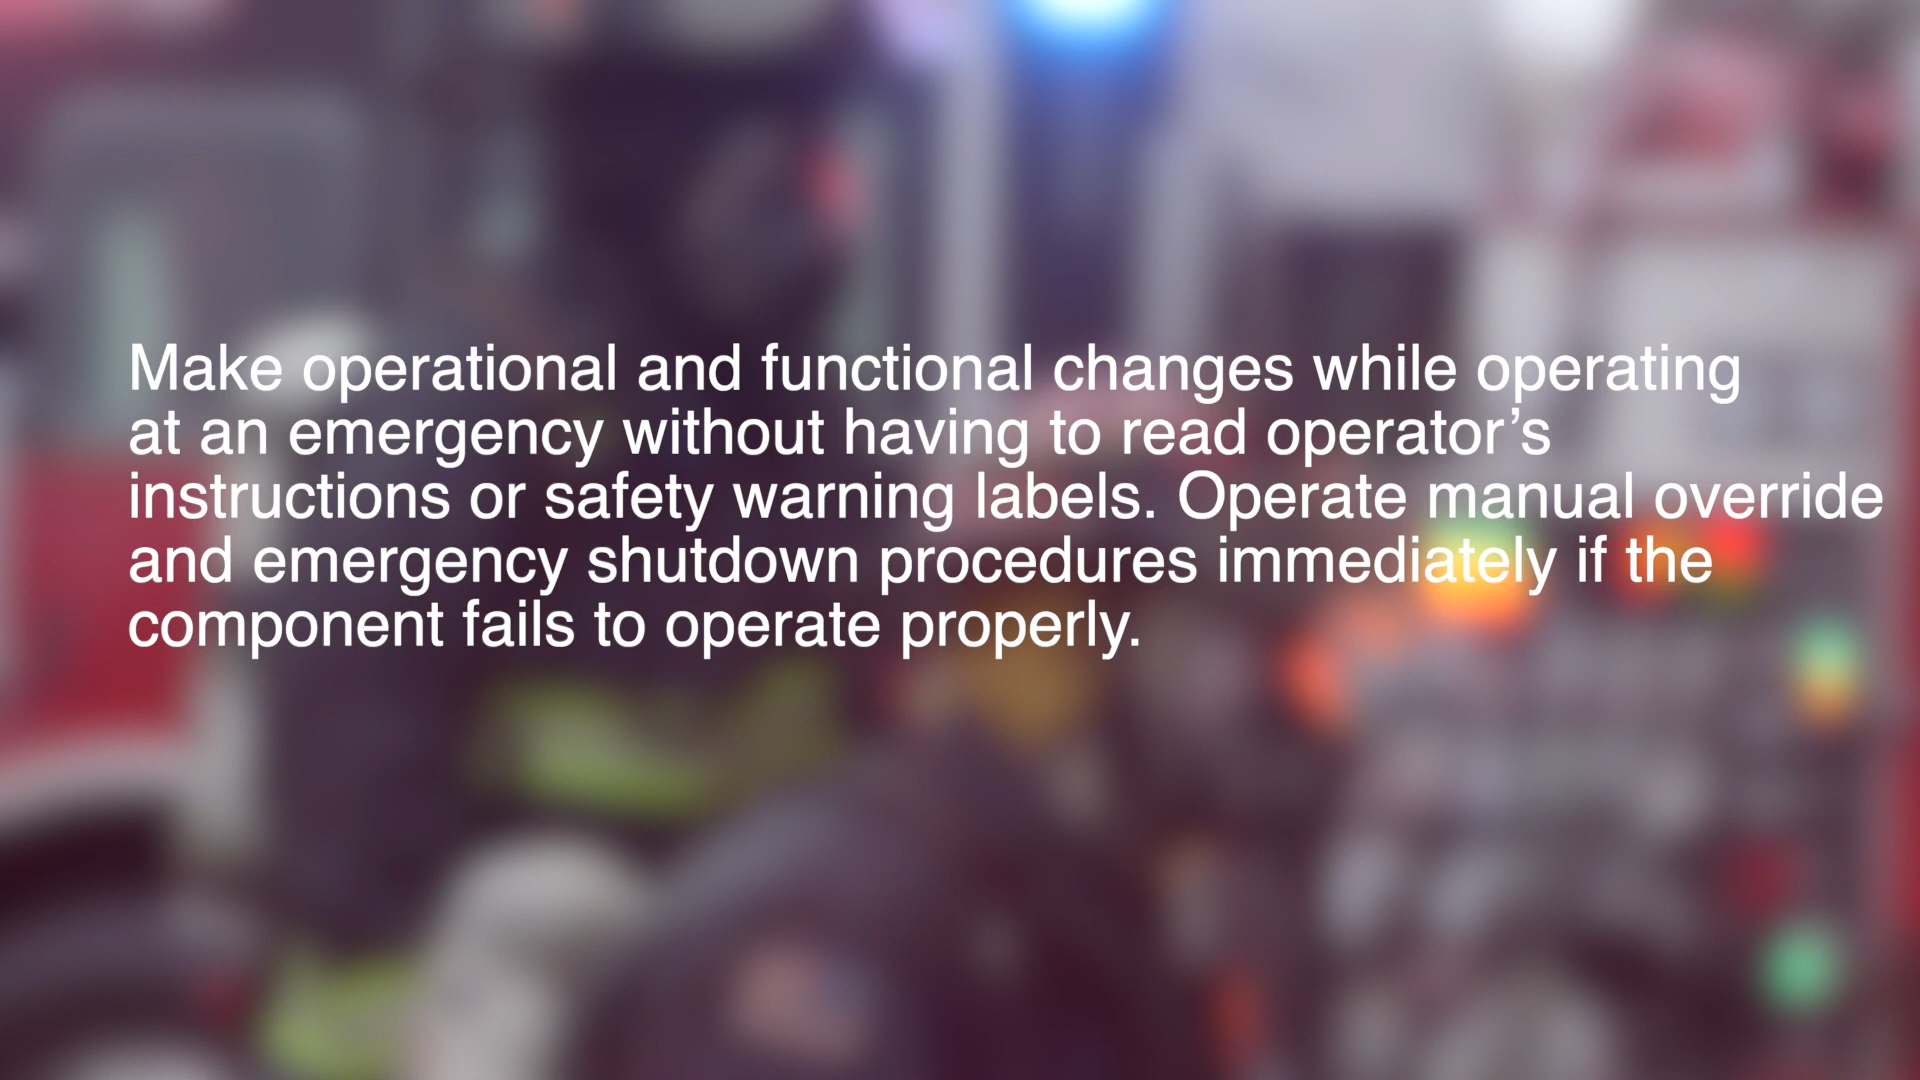 Make operational and functional changes while operating
at an emergency without having to read operator’s
instructions or safety warning labels. Operate manual override
and emergency shutdown procedures immediately if the
component fails to operate properly.